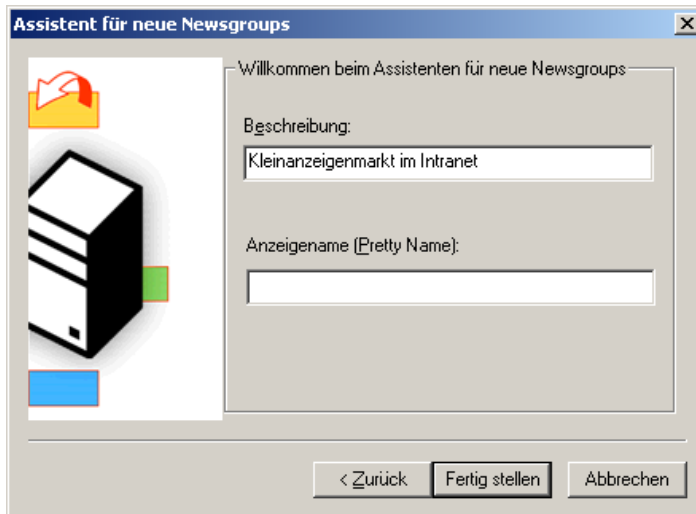 Assistent für neue Newsgroups
Willkommen beim Assistenten für neue Newsgroups
Beschreibung:
Kleinanzeigenmarkt im Intranet
Anzeigename (Pretty Name):
< Zurück Fertig stellen Abbrechen